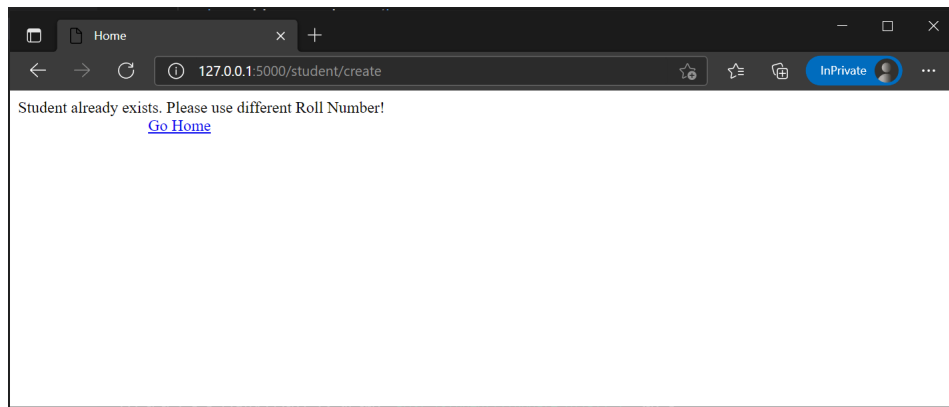 Home
127.0.0.1:5000/student/create
InPrivate
Student already exists. Please use different Roll Number!
Go Home